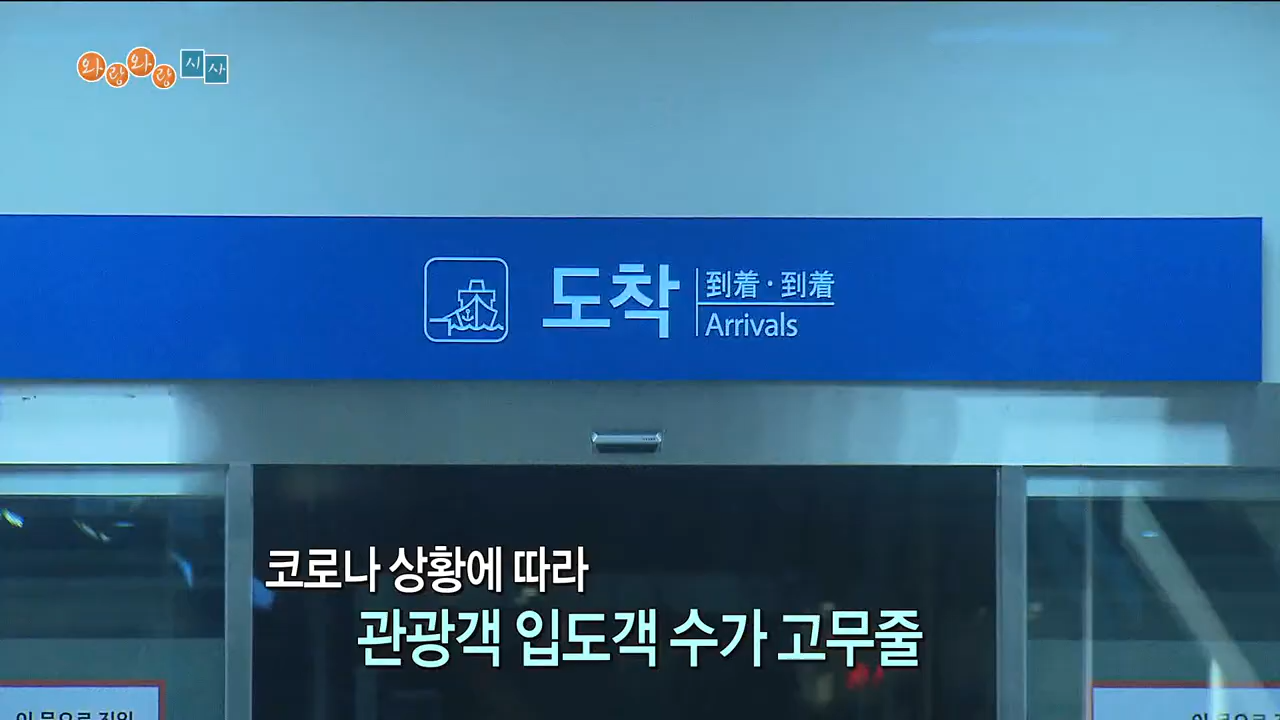 와랑와랑 시사
도착 到着·到着
Arrivals
코로나 상황에 따라
관광객 입도객 수가 고무줄